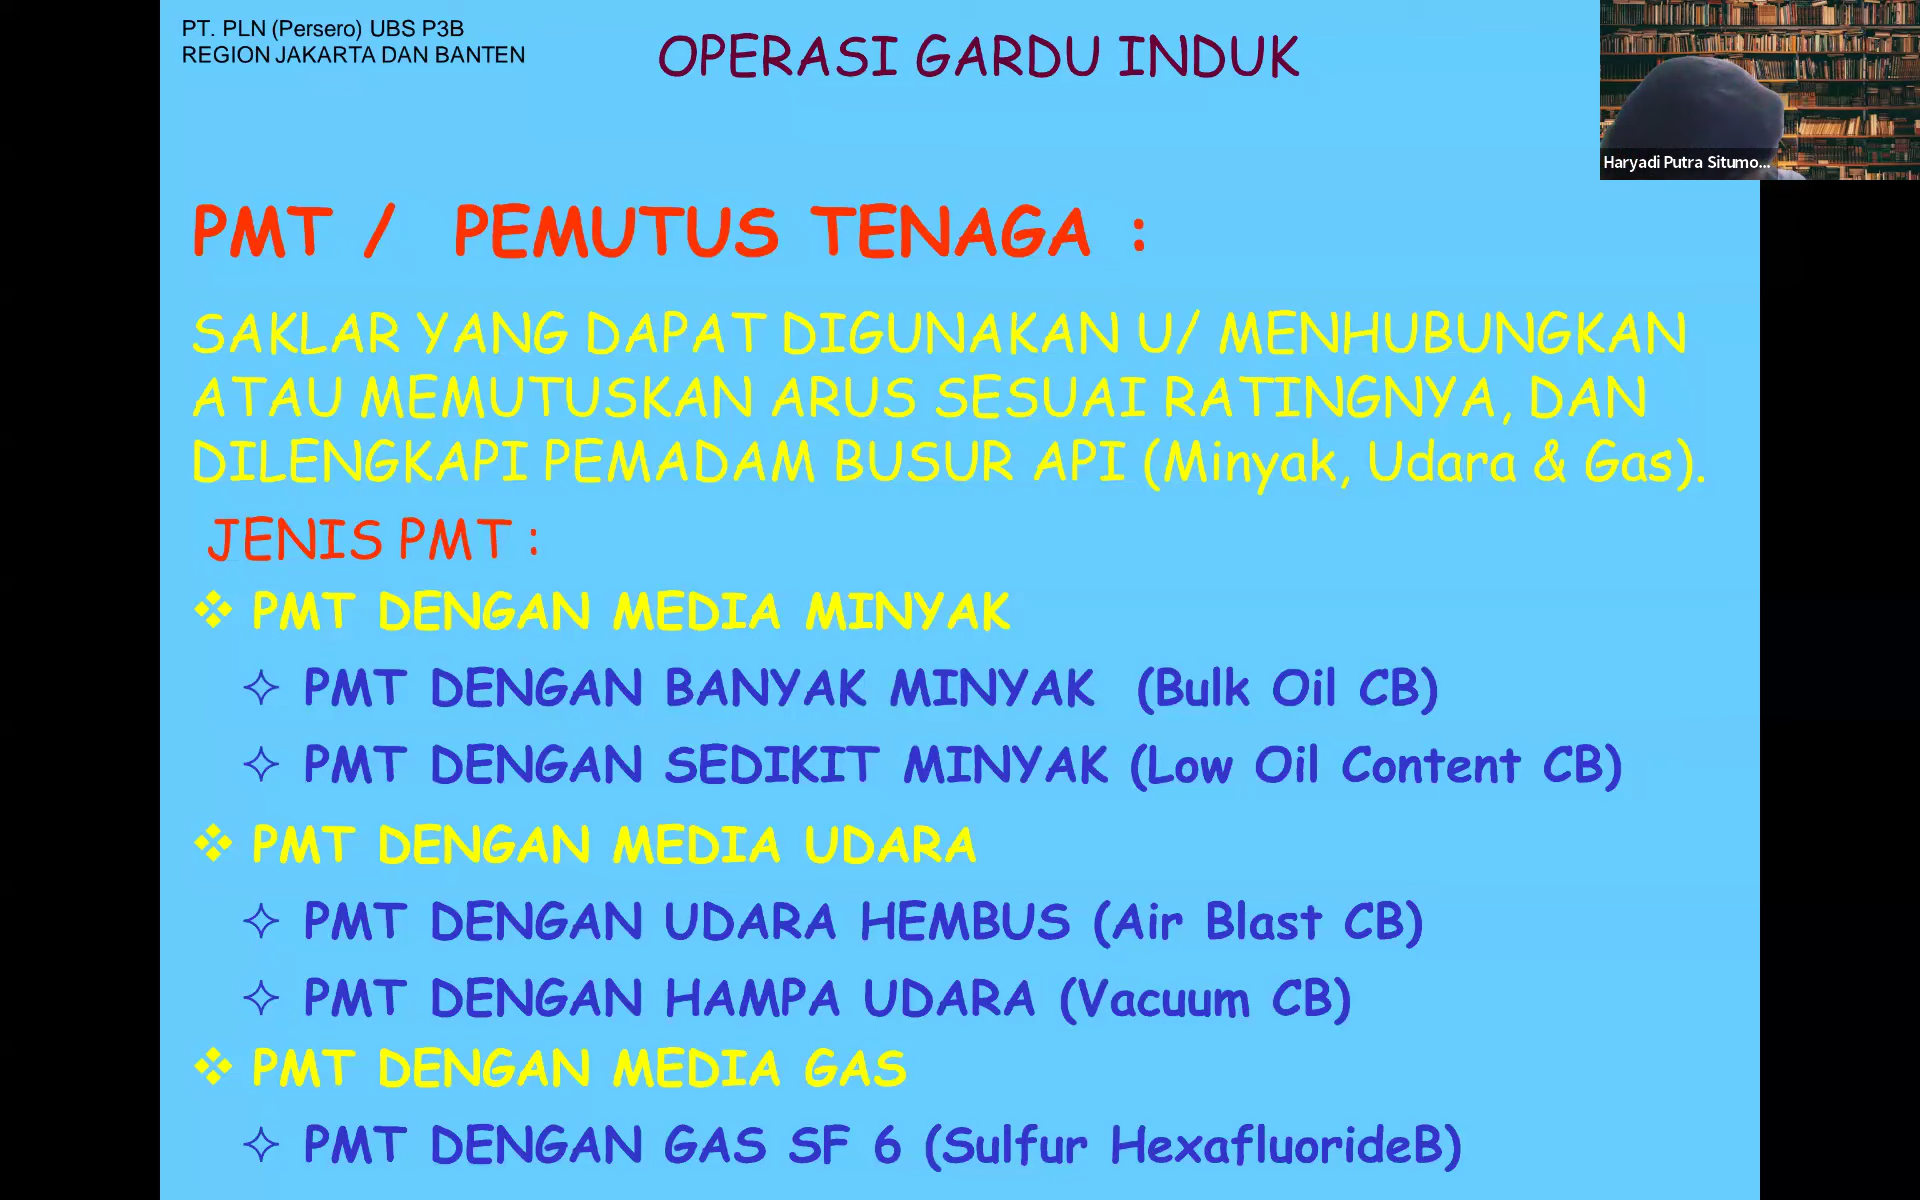 PT. PLN (Persero) UBS P3B
REGION JAKARTA DAN BANTEN
OPERASI GARDU INDUK
Haryadi Putra Situmo...
PMT / PEMUTUS TENAGA :
SAKLAR YANG DAPAT DIGUNAKAN U/ MENHUBUNGKAN
ATAU MEMUTUSKAN ARUS SESUAI RATINGNYA, DAN
DILENGKAPI PEMADAM BUSUR API (Minyak, Udara & Gas).
JENIS PMT :
❖ PMT DENGAN MEDIA MINYAK
✧ PMT DENGAN BANYAK MINYAK (Bulk Oil CB)
✧ PMT DENGAN SEDIKIT MINYAK (Low Oil Content CB)
❖ PMT DENGAN MEDIA UDARA
✧ PMT DENGAN UDARA HEMBUS (Air Blast CB)
✧ PMT DENGAN HAMPA UDARA (Vacuum CB)
❖ PMT DENGAN MEDIA GAS
✧ PMT DENGAN GAS SF 6 (Sulfur HexafluorideB)